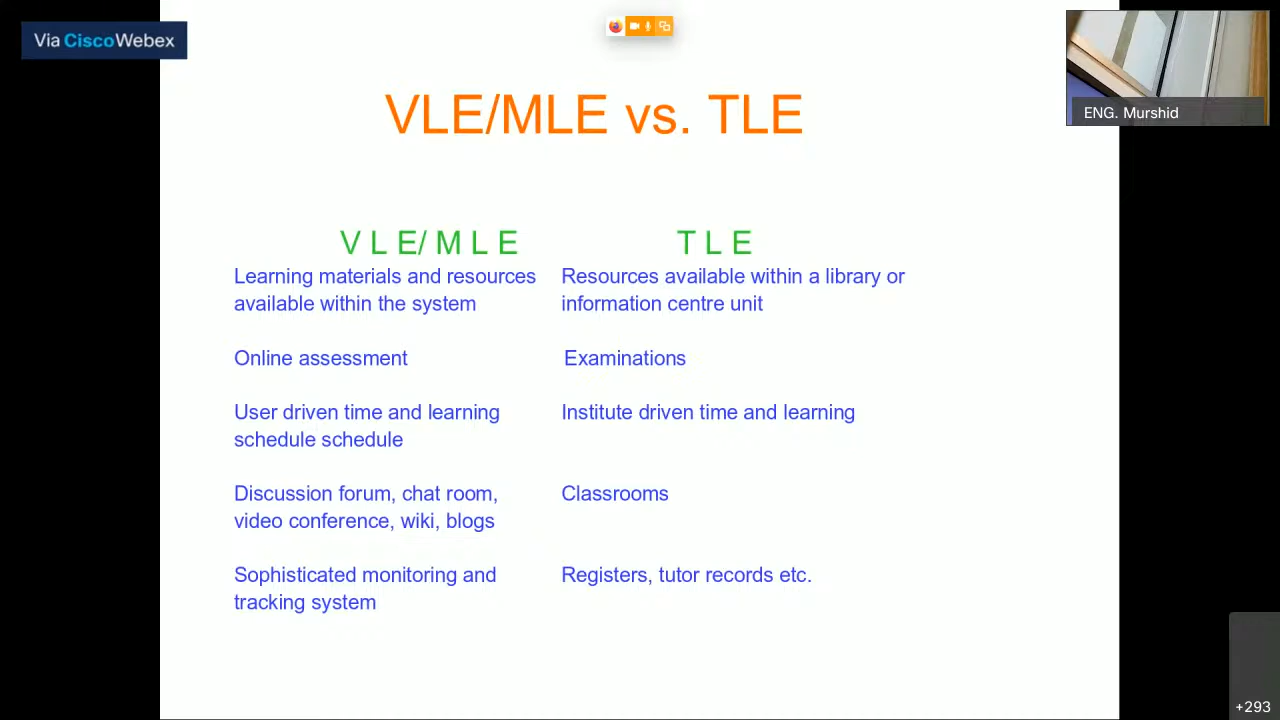 Via Cisco Webex
ENG. Murshid
VLE/MLE vs. TLE
V L E/ M L E
T L E
Learning materials and resources
available within the system
Resources available within a library or
information centre unit
Online assessment
Examinations
User driven time and learning
schedule schedule
Institute driven time and learning
Discussion forum, chat room,
video conference, wiki, blogs
Classrooms
Sophisticated monitoring and
tracking system
Registers, tutor records etc.
+293